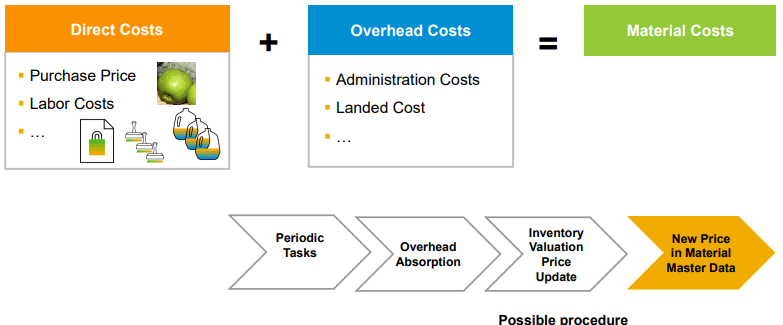 Direct Costs
Purchase Price
Labor Costs
…
+
Overhead Costs
Administration Costs
Landed Cost
…
=
Material Costs
Periodic
Tasks
Overhead
Absorption
Inventory
Valuation
Price
Update
New Price
in Material
Master Data
Possible procedure